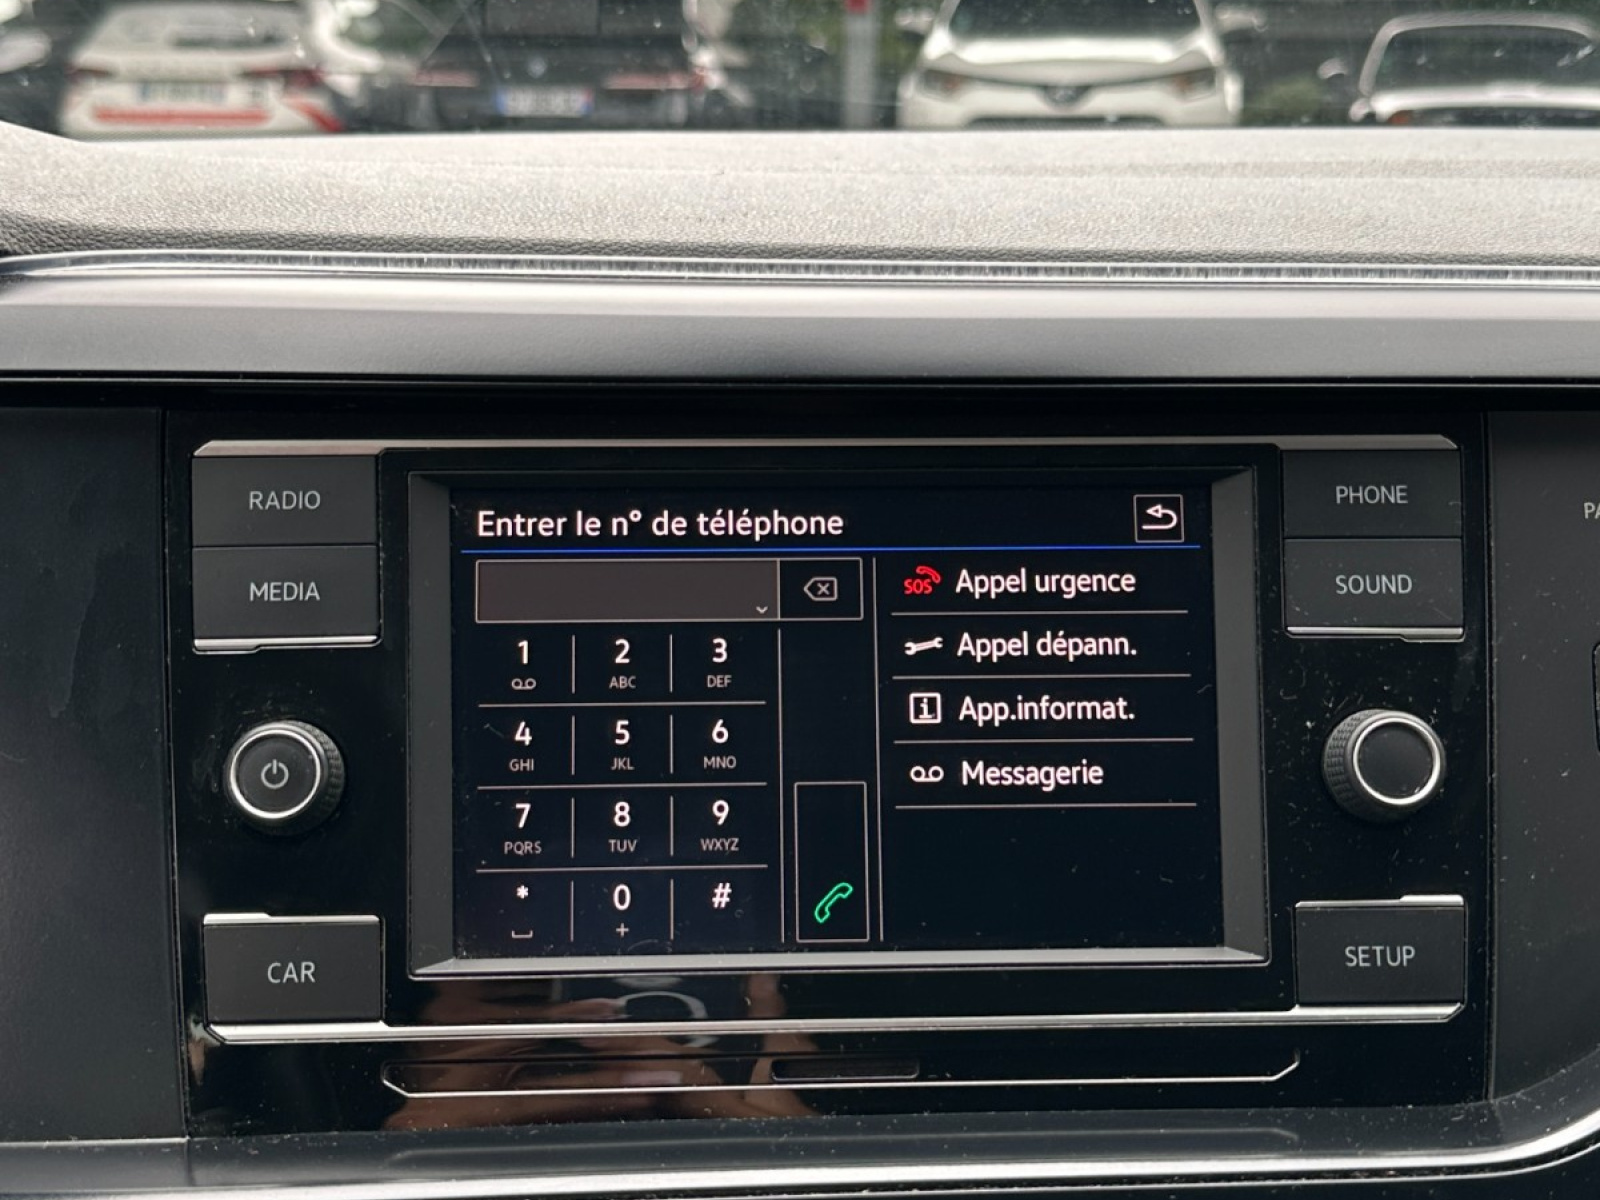 RADIO
MEDIA
CAR
Entrer le n° de téléphone
1
2 ABC
3 DEF
4 GHI
5 JKL
6 MNO
7 PQRS
8 TUV
9 WXYZ
*
0 +
#
SOS Appel urgence
Appel dépann.
i App.informat.
Messagerie
PHONE
SOUND
SETUP